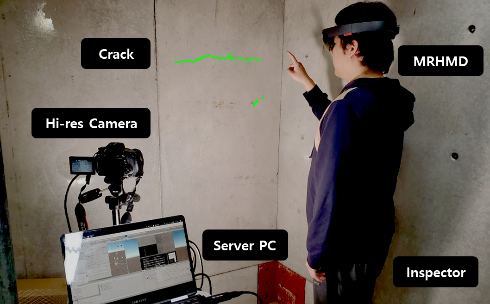 Crack
MRHMD
Hi-res Camera
Server PC
Inspector